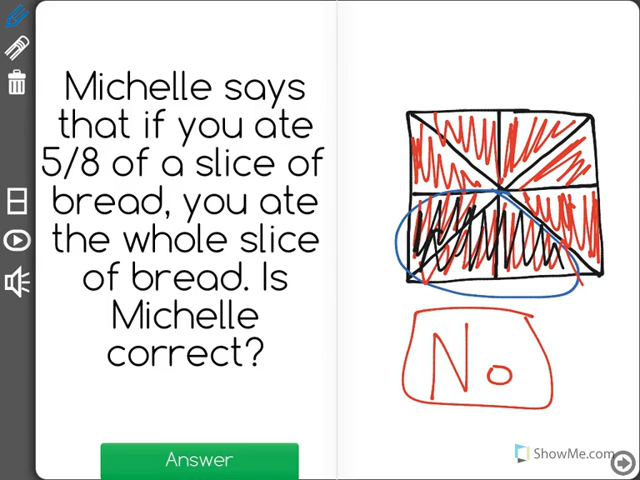 Michelle says
that if you ate
5/8 of a slice of
bread, you ate
the whole slice
of bread. Is
Michelle
correct?
No
Answer
ShowMe.com